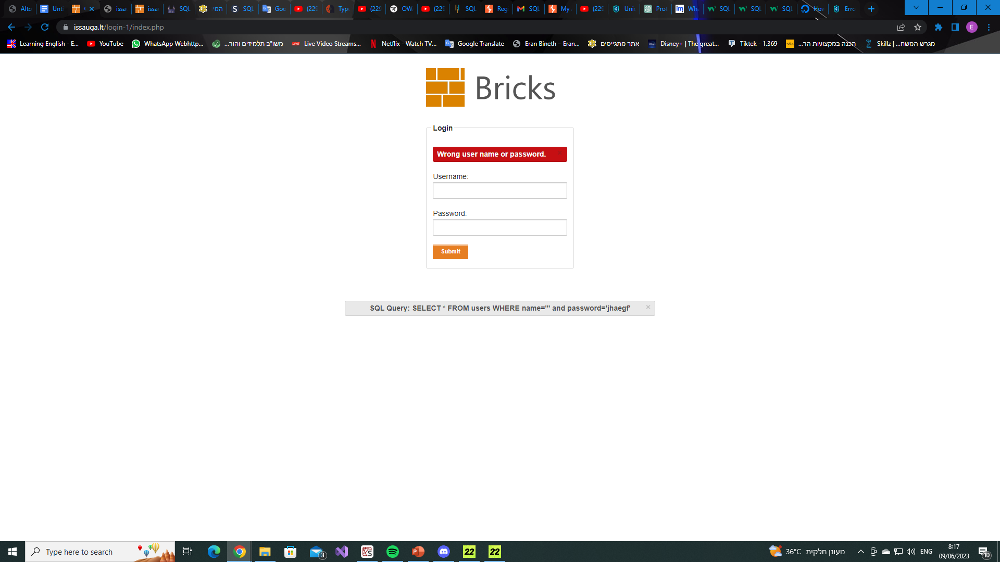 Alto
Unt
issa
issa
SQL
המי
SQL
Goo
(229
Type
(229
OW
(229
SQL
Reg
SQL
My
(229
Unic
Prot
Wha
SQL
SQL
SQL
How
Erro
issauga.lt/login-1/index.php
E
Learning English - E...
YouTube
WhatsApp Webhttp...
משו"ב תלמידים והור...
LIVE
Live Video Streams...
Netflix - Watch TV...
Google Translate
Eran Bineth – Eran...
אתר מתגייסים
Disney+ | The great...
Tiktek - 1.369
הכנה במקצועות הר...
Skillz | מגרש המשח...
Bricks
Login
Wrong user name or password.
Username:
Password:
Submit
SQL Query: SELECT * FROM users WHERE name=''' and password='jhaegf'
×
Type here to search
3
22
22
36°C מעונן חלקית
ENG
8:17
09/06/2023
10